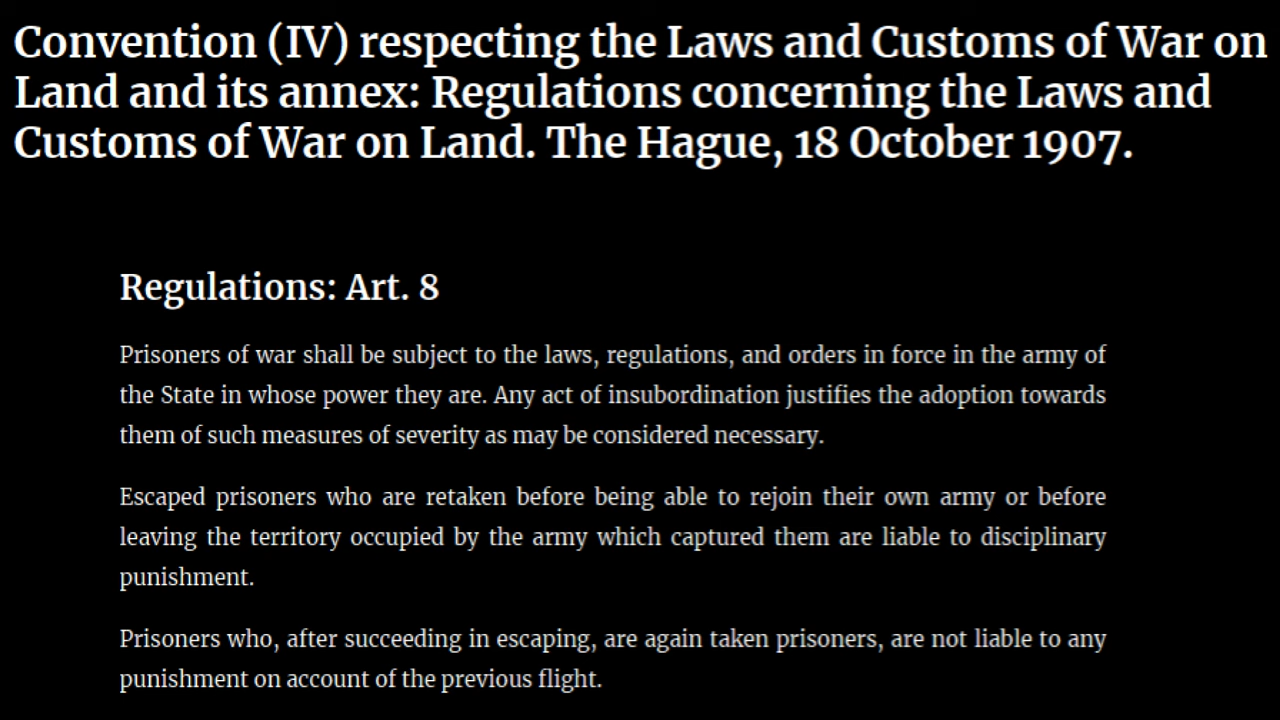 Convention (IV) respecting the Laws and Customs of War on
Land and its annex: Regulations concerning the Laws and
Customs of War on Land. The Hague, 18 October 1907.
Regulations: Art. 8
Prisoners of war shall be subject to the laws, regulations, and orders in force in the army of
the State in whose power they are. Any act of insubordination justifies the adoption towards
them of such measures of severity as may be considered necessary.
Escaped prisoners who are retaken before being able to rejoin their own army or before
leaving the territory occupied by the army which captured them are liable to disciplinary
punishment.
Prisoners who, after succeeding in escaping, are again taken prisoners, are not liable to any
punishment on account of the previous flight.